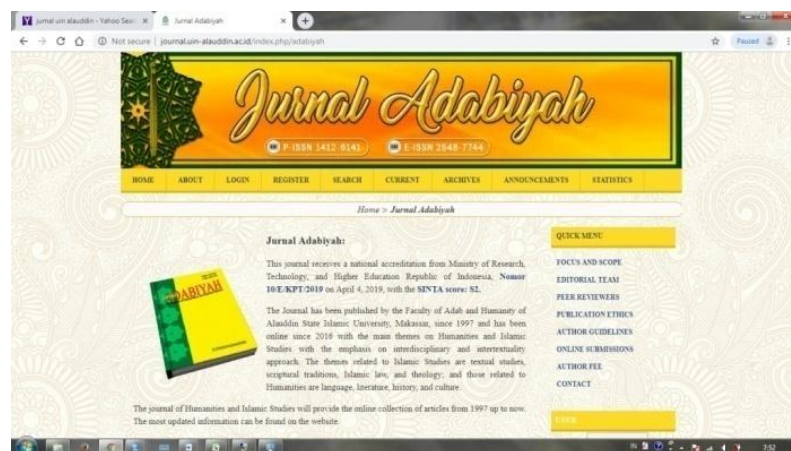 jurnal uin alauddin - Yahoo Sear
Jurnal Adabiyah
Not secure | journal.uin-alauddin.ac.id/index.php/adabiyah
Paused
Jurnal Adabiyah
P-ISSN 1412-6141
E-ISSN 2548-7744
HOME ABOUT LOGIN REGISTER SEARCH CURRENT ARCHIVES ANNOUNCEMENTS STATISTICS
Home > Jurnal Adabiyah
Jurnal Adabiyah:
This journal receives a national accreditation from Ministry of Research,
Technology, and Higher Education Republic of Indonesia, Nomor
10/E/KPT/2019 on April 4, 2019, with the SINTA score: S2.
The Journal has been published by the Faculty of Adab and Humanity of
Alauddin State Islamic University, Makassar, since 1997 and has been
online since 2016 with the main themes on Humanities and Islamic
Studies with the emphasis on interdisciplinary and intertextuality
approach. The themes related to Islamic Studies are textual studies,
scriptural traditions, Islamic law, and theology; and those related to
Humanities are language, literature, history, and culture.
The journal of Humanities and Islamic Studies will provide the online collection of articles from 1997 up to now.
The most updated information can be found on the website.
ADABIYAH
QUICK MENU
FOCUS AND SCOPE
EDITORIAL TEAM
PEER REVIEWERS
PUBLICATION ETHICS
AUTHOR GUIDELINES
ONLINE SUBMISSIONS
AUTHOR FEE
CONTACT
USER
IN
7:52